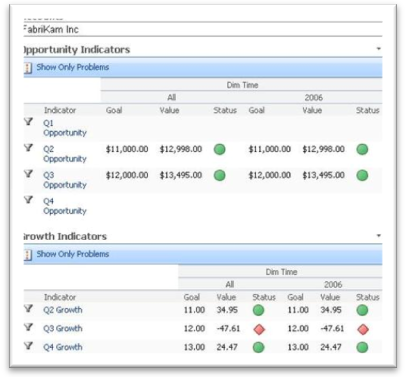 FabriKam Inc
Opportunity Indicators
Show Only Problems
Dim Time
All 2006
Indicator Goal Value Status Goal Value Status
Q1
Opportunity
Q2 $11,000.00 $12,998.00 $11,000.00 $12,998.00
Opportunity
Q3 $12,000.00 $13,495.00 $12,000.00 $13,495.00
Opportunity
Q4
Opportunity
Growth Indicators
Show Only Problems
Dim Time
All 2006
Indicator Goal Value Status Goal Value Status
Q2 Growth 11.00 34.95 11.00 34.95
Q3 Growth 12.00 -47.61 12.00 -47.61
Q4 Growth 13.00 24.47 13.00 24.47